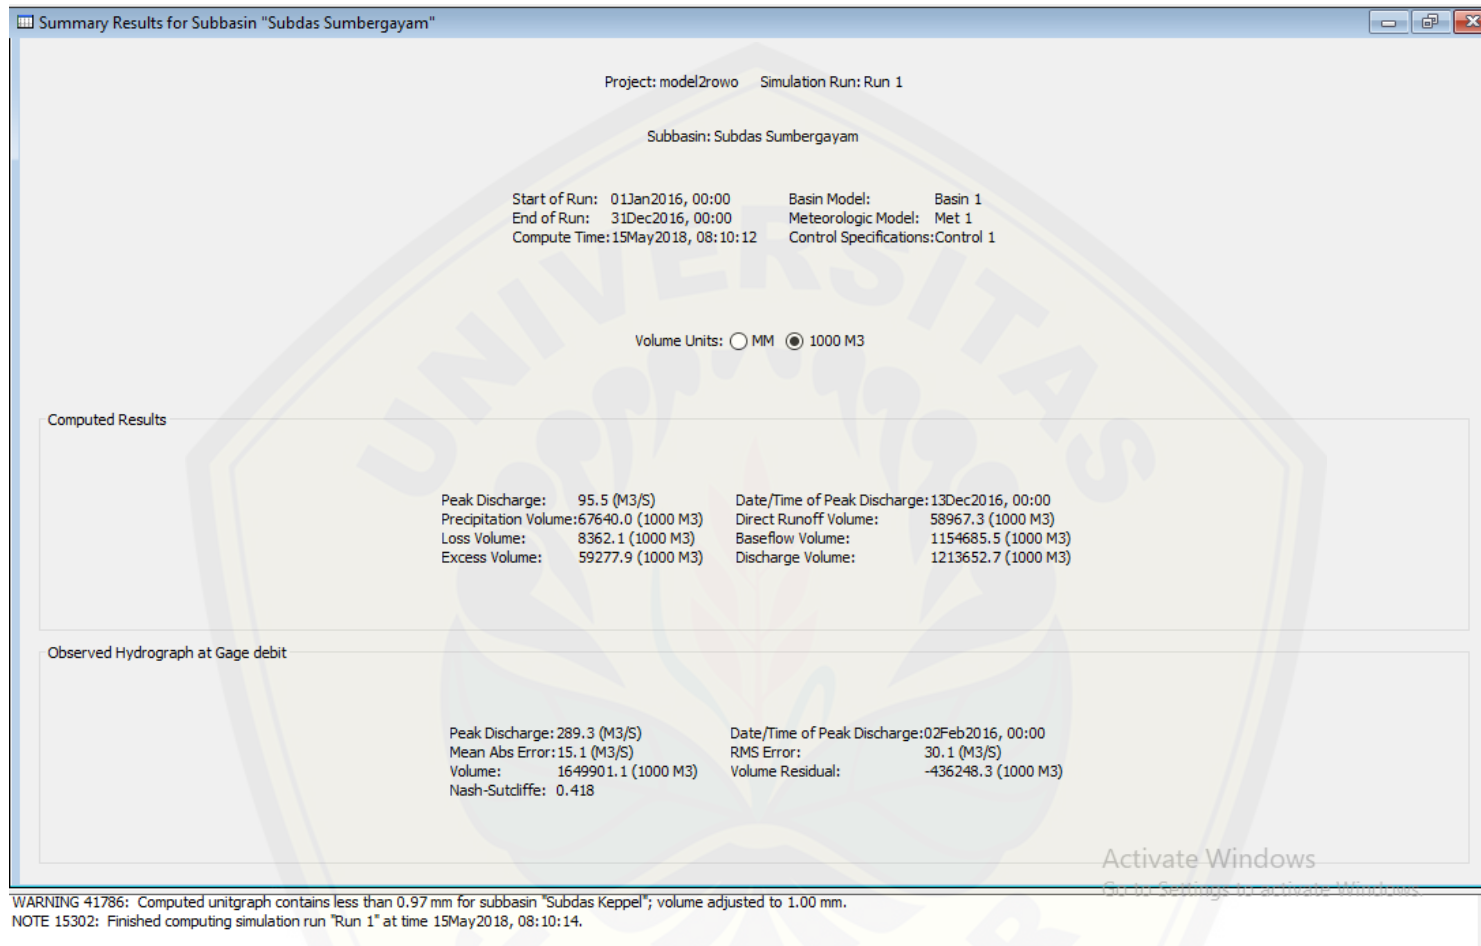 Summary Results for Subbasin "Subdas Sumbergayam"
Project: model2rowo Simulation Run: Run 1
Subbasin: Subdas Sumbergayam
Start of Run: 01Jan2016, 00:00 Basin Model: Basin 1
End of Run: 31Dec2016, 00:00 Meteorologic Model: Met 1
Compute Time:15May2018, 08:10:12 Control Specifications:Control 1
Volume Units: MM 1000 M3
Computed Results
Peak Discharge: 95.5 (M3/S) Date/Time of Peak Discharge:13Dec2016, 00:00
Precipitation Volume:67640.0 (1000 M3) Direct Runoff Volume: 58967.3 (1000 M3)
Loss Volume: 8362.1 (1000 M3) Baseflow Volume: 1154685.5 (1000 M3)
Excess Volume: 59277.9 (1000 M3) Discharge Volume: 1213652.7 (1000 M3)
Observed Hydrograph at Gage debit
Peak Discharge:289.3 (M3/S) Date/Time of Peak Discharge:02Feb2016, 00:00
Mean Abs Error:15.1 (M3/S) RMS Error: 30.1 (M3/S)
Volume: 1649901.1 (1000 M3) Volume Residual: -436248.3 (1000 M3)
Nash-Sutcliffe: 0.418
Activate Windows
Go to Settings to activate Windows.
WARNING 41786: Computed unitgraph contains less than 0.97 mm for subbasin "Subdas Keppel"; volume adjusted to 1.00 mm.
NOTE 15302: Finished computing simulation run "Run 1" at time 15May2018, 08:10:14.
UNIVERSITAS